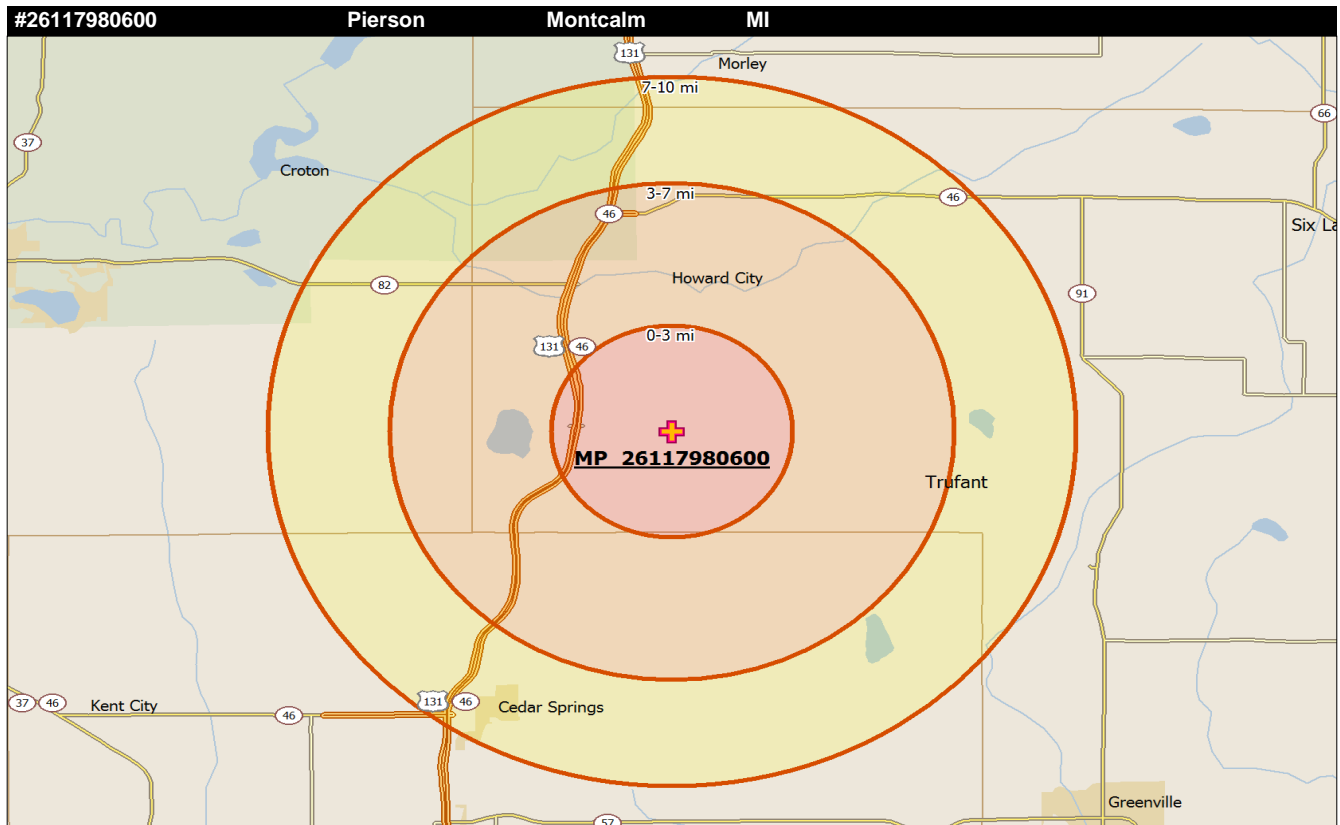 #26117980600 Pierson Montcalm MI
131
Morley
7-10 mi
66
37
Croton
3-7 mi
46
46
Six La
Howard City
82
91
0-3 mi
131 46
MP 26117980600
Trufant
37 46
Kent City
131 46
Cedar Springs
46
Greenville
57